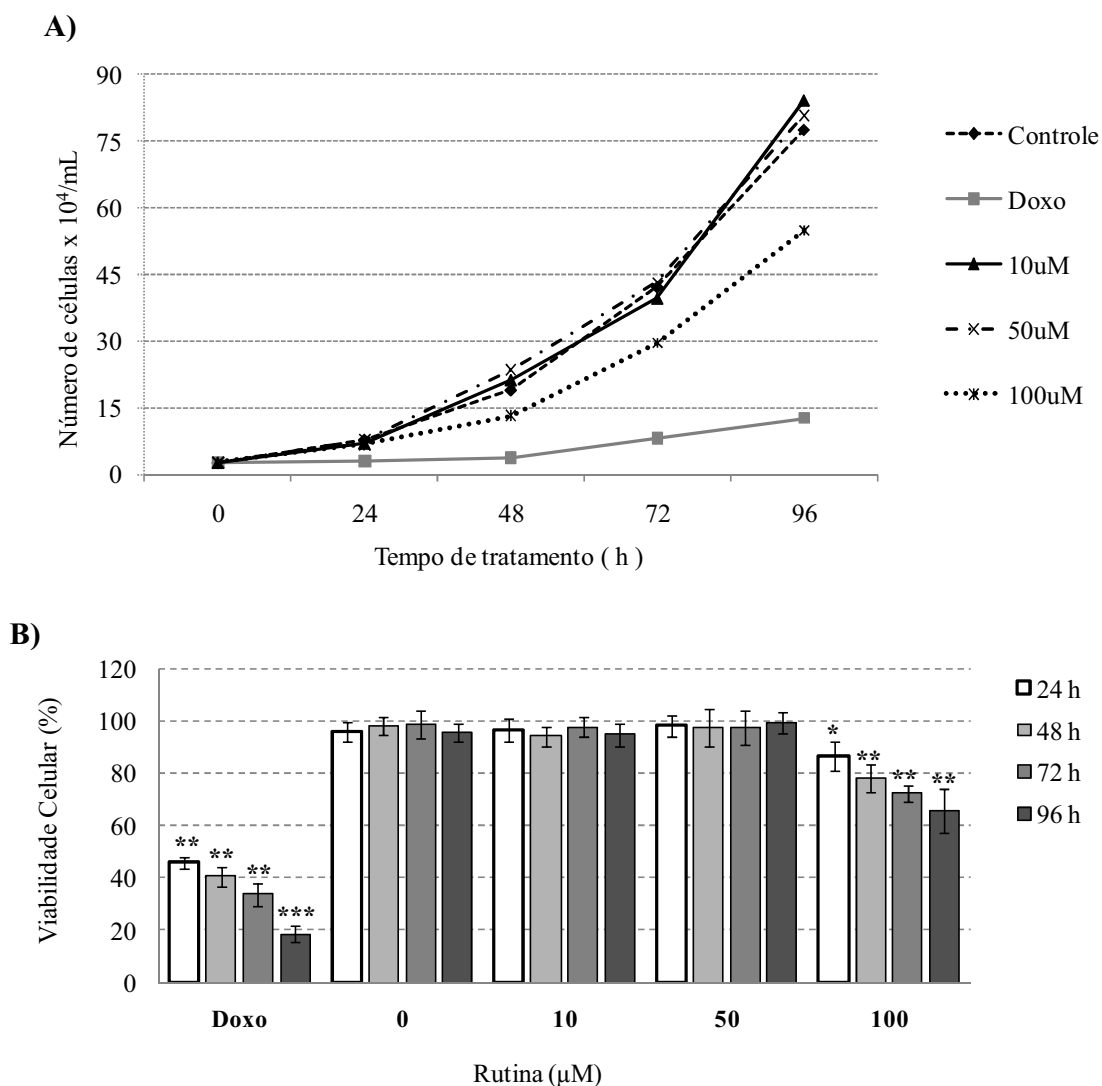 A)
Número de células x 10⁴/mL
90
75
60
45
30
15
0
0 24 48 72 96
Tempo de tratamento ( h )
Controle
Doxo
10uM
50uM
100uM
B)
Viabilidade Celular (%)
120
100
80
60
40
20
0
** ** ** ***
* ** ** **
Doxo 0 10 50 100
Rutina (µM)
24 h
48 h
72 h
96 h